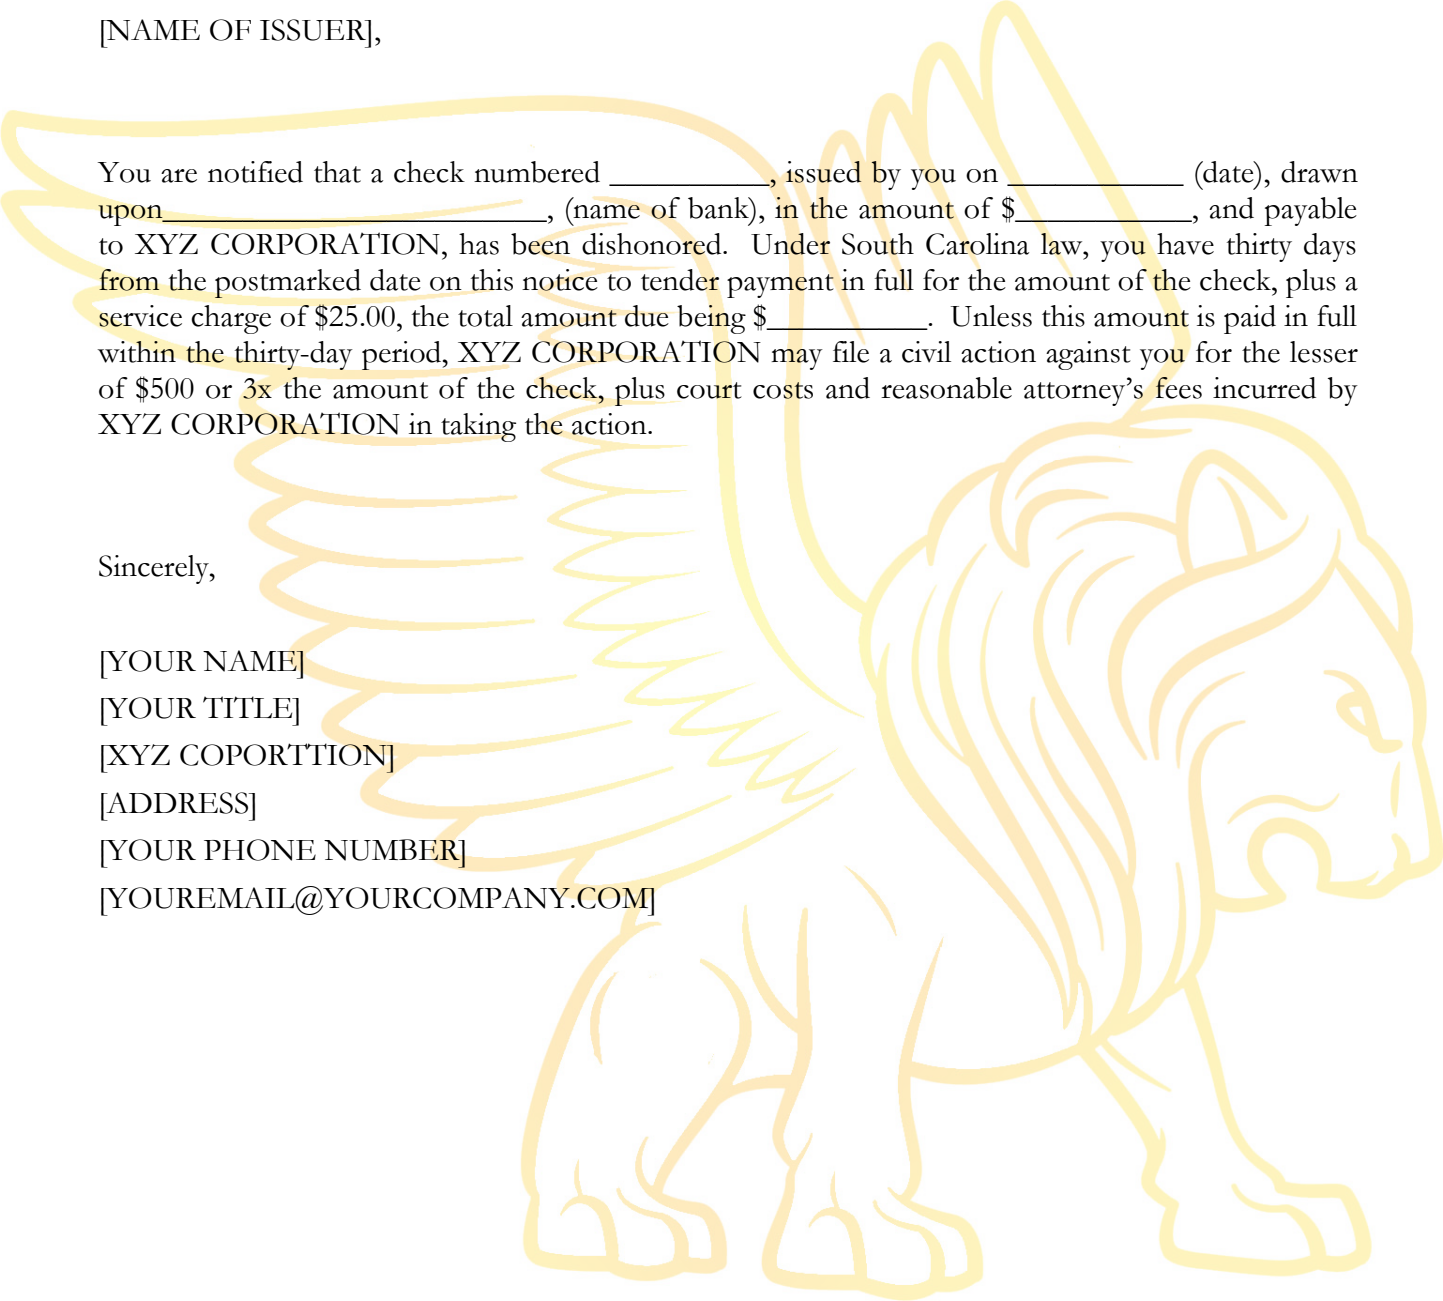 [NAME OF ISSUER],
You are notified that a check numbered __________, issued by you on ___________ (date), drawn
upon________________________, (name of bank), in the amount of $___________, and payable
to XYZ CORPORATION, has been dishonored.  Under South Carolina law, you have thirty days
from the postmarked date on this notice to tender payment in full for the amount of the check, plus a
service charge of $25.00, the total amount due being $__________.  Unless this amount is paid in full
within the thirty-day period, XYZ CORPORATION may file a civil action against you for the lesser
of $500 or 3x the amount of the check, plus court costs and reasonable attorney’s fees incurred by
XYZ CORPORATION in taking the action.
Sincerely,
[YOUR NAME]
[YOUR TITLE]
[XYZ COPORTTION]
[ADDRESS]
[YOUR PHONE NUMBER]
[YOUREMAIL@YOURCOMPANY.COM]